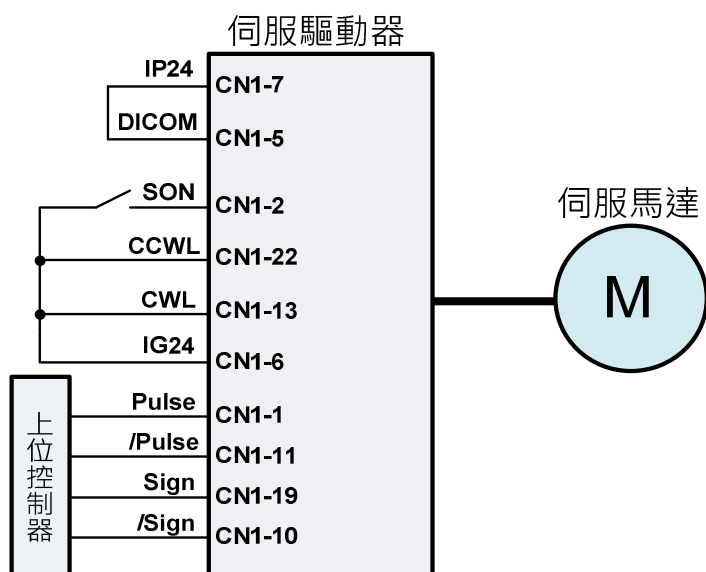 伺服驅動器
IP24 CN1-7
DICOM CN1-5
SON CN1-2
CCWL CN1-22
CWL CN1-13
IG24 CN1-6
Pulse CN1-1
/Pulse CN1-11
Sign CN1-19
/Sign CN1-10
上位控制器
伺服馬達
M